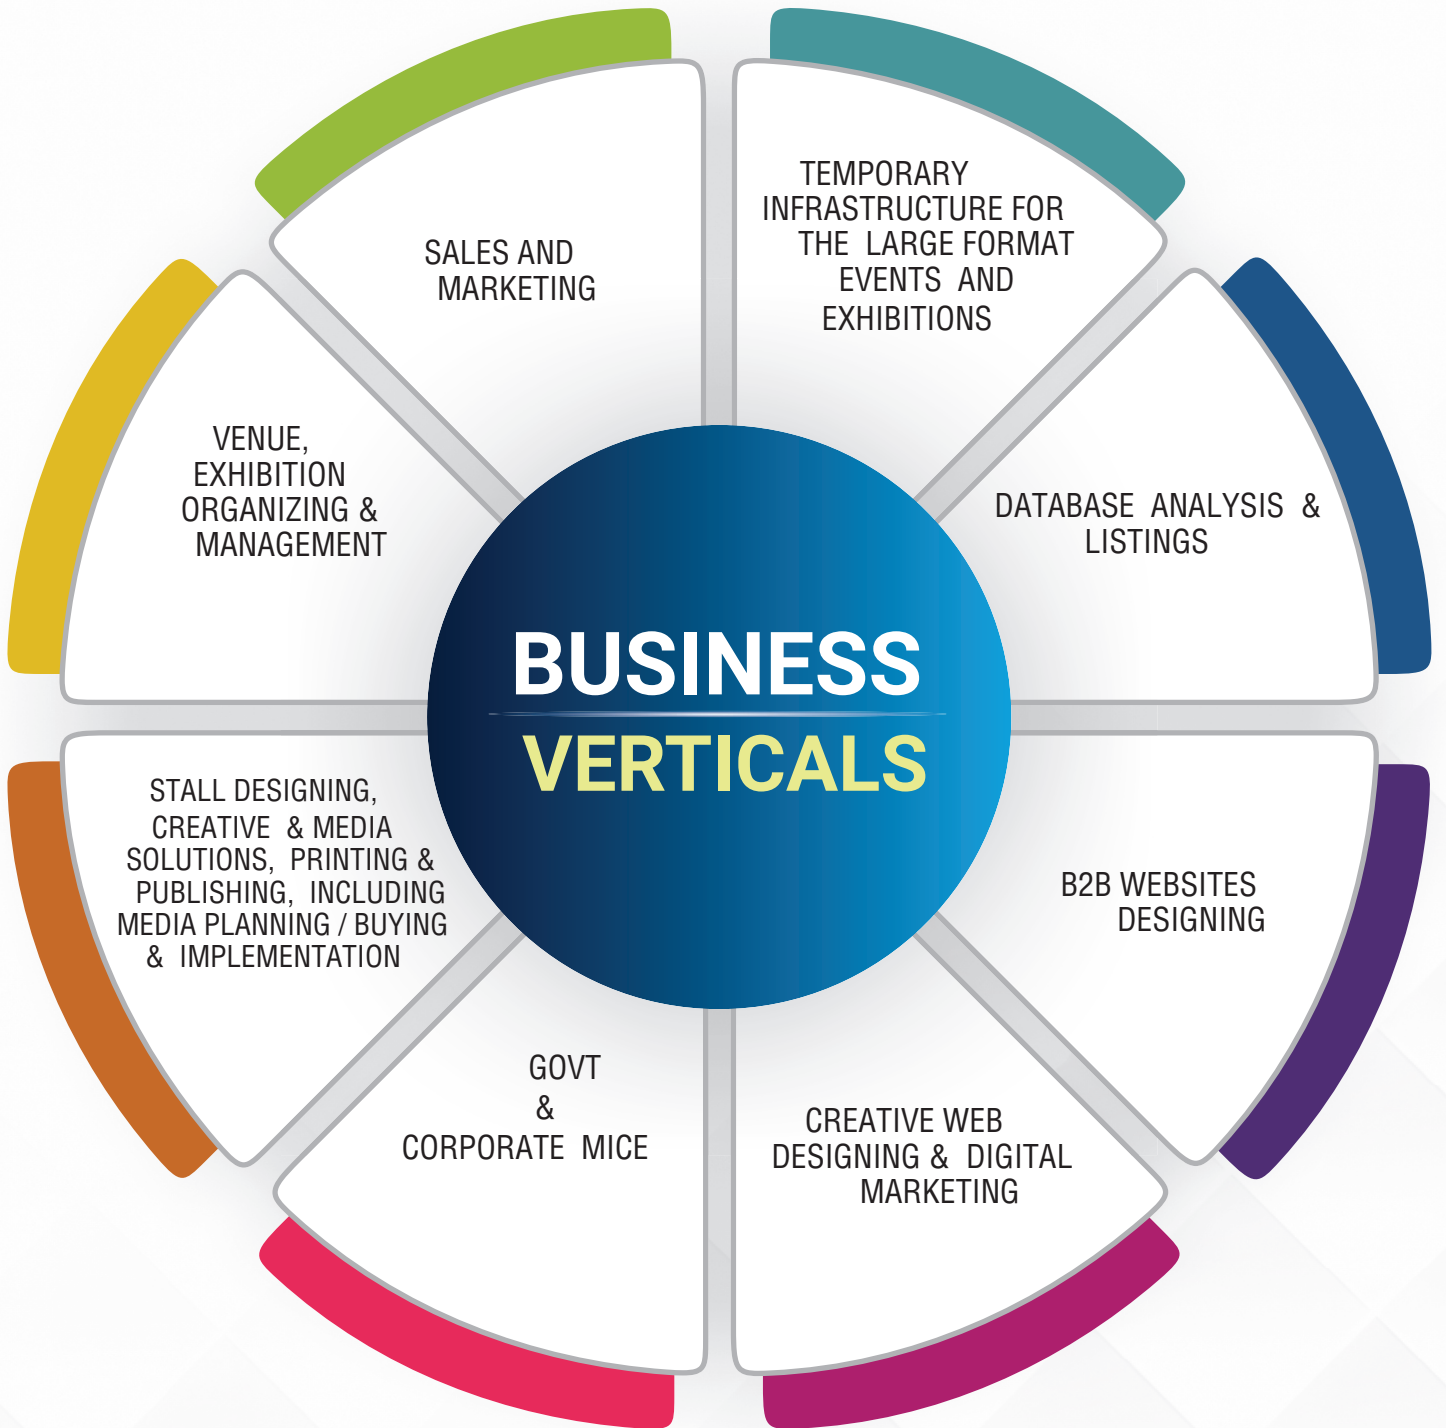 SALES AND
MARKETING
TEMPORARY
INFRASTRUCTURE FOR
THE LARGE FORMAT
EVENTS AND
EXHIBITIONS
VENUE,
EXHIBITION
ORGANIZING &
MANAGEMENT
DATABASE ANALYSIS &
LISTINGS
BUSINESS
VERTICALS
STALL DESIGNING,
CREATIVE & MEDIA
SOLUTIONS, PRINTING &
PUBLISHING, INCLUDING
MEDIA PLANNING / BUYING
& IMPLEMENTATION
B2B WEBSITES
DESIGNING
GOVT
&
CORPORATE MICE
CREATIVE WEB
DESIGNING & DIGITAL
MARKETING